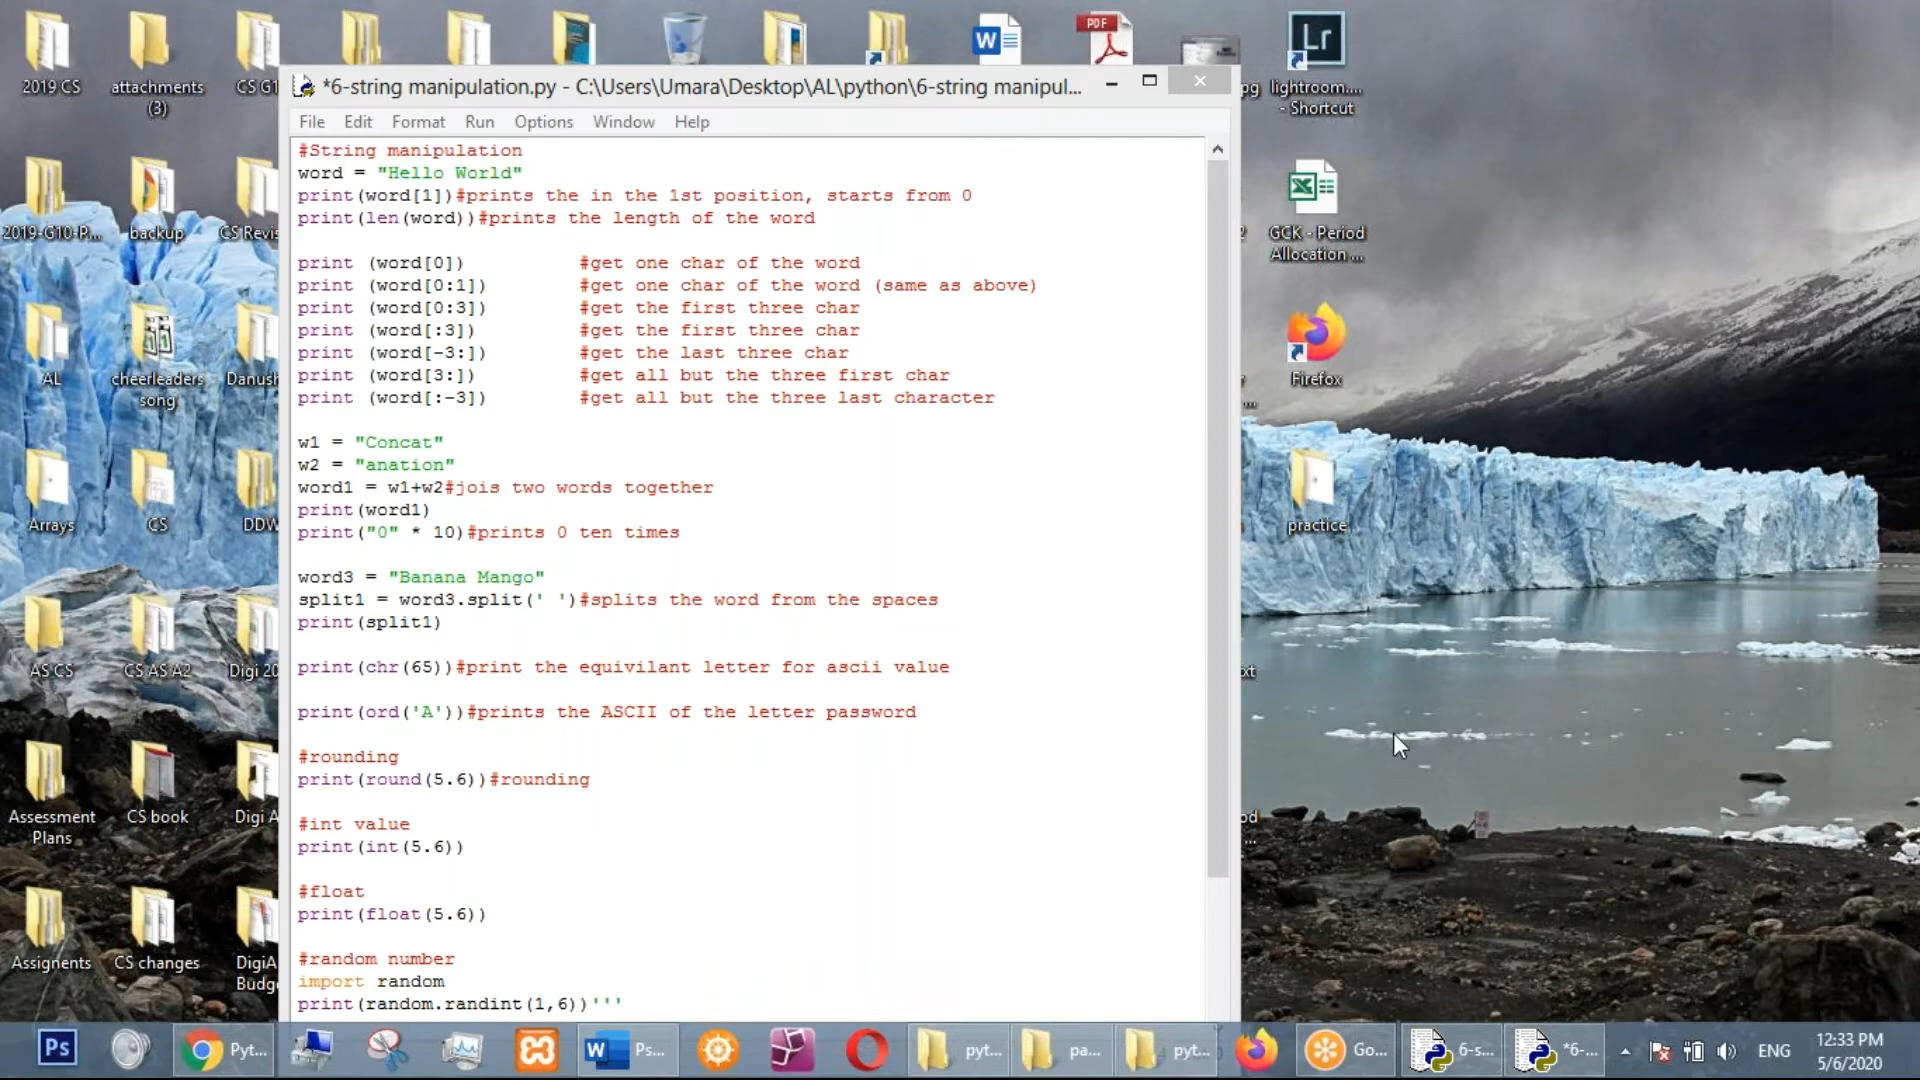 2019 CS
attachments
(3)
CS G1
W
PDF
Lr
lightroom....
- Shortcut
*6-string manipulation.py - C:\Users\Umara\Desktop\AL\python\6-string manipul...
File Edit Format Run Options Window Help
#String manipulation
word = "Hello World"
print(word[1])#prints the in the 1st position, starts from 0
print(len(word))#prints the length of the word
print (word[0]) #get one char of the word
print (word[0:1]) #get one char of the word (same as above)
print (word[0:3]) #get the first three char
print (word[:3]) #get the first three char
print (word[-3:]) #get the last three char
print (word[3:]) #get all but the three first char
print (word[:-3]) #get all but the three last character
w1 = "Concat"
w2 = "anation"
word1 = w1+w2#jois two words together
print(word1)
print("0" * 10)#prints 0 ten times
word3 = "Banana Mango"
split1 = word3.split(' ')#splits the word from the spaces
print(split1)
print(chr(65))#print the equivilant letter for ascii value
print(ord('A'))#prints the ASCII of the letter password
#rounding
print(round(5.6))#rounding
#int value
print(int(5.6))
#float
print(float(5.6))
#random number
import random
print(random.randint(1,6))'''
2019-G10-P...
backup
CS Revis
AL
cheerleaders
song
Danush
Arrays
CS
DDW
AS CS
CS AS A2
Digi 20
Assessment
Plans
CS book
Digi A
Assignents
CS changes
DigiA
Budge
GCK - Period
Allocation ...
Firefox
practice
Ps
Pyt...
W
Ps...
pyt...
pa...
pyt...
Go...
6-s...
*6-...
ENG
12:33 PM
5/6/2020